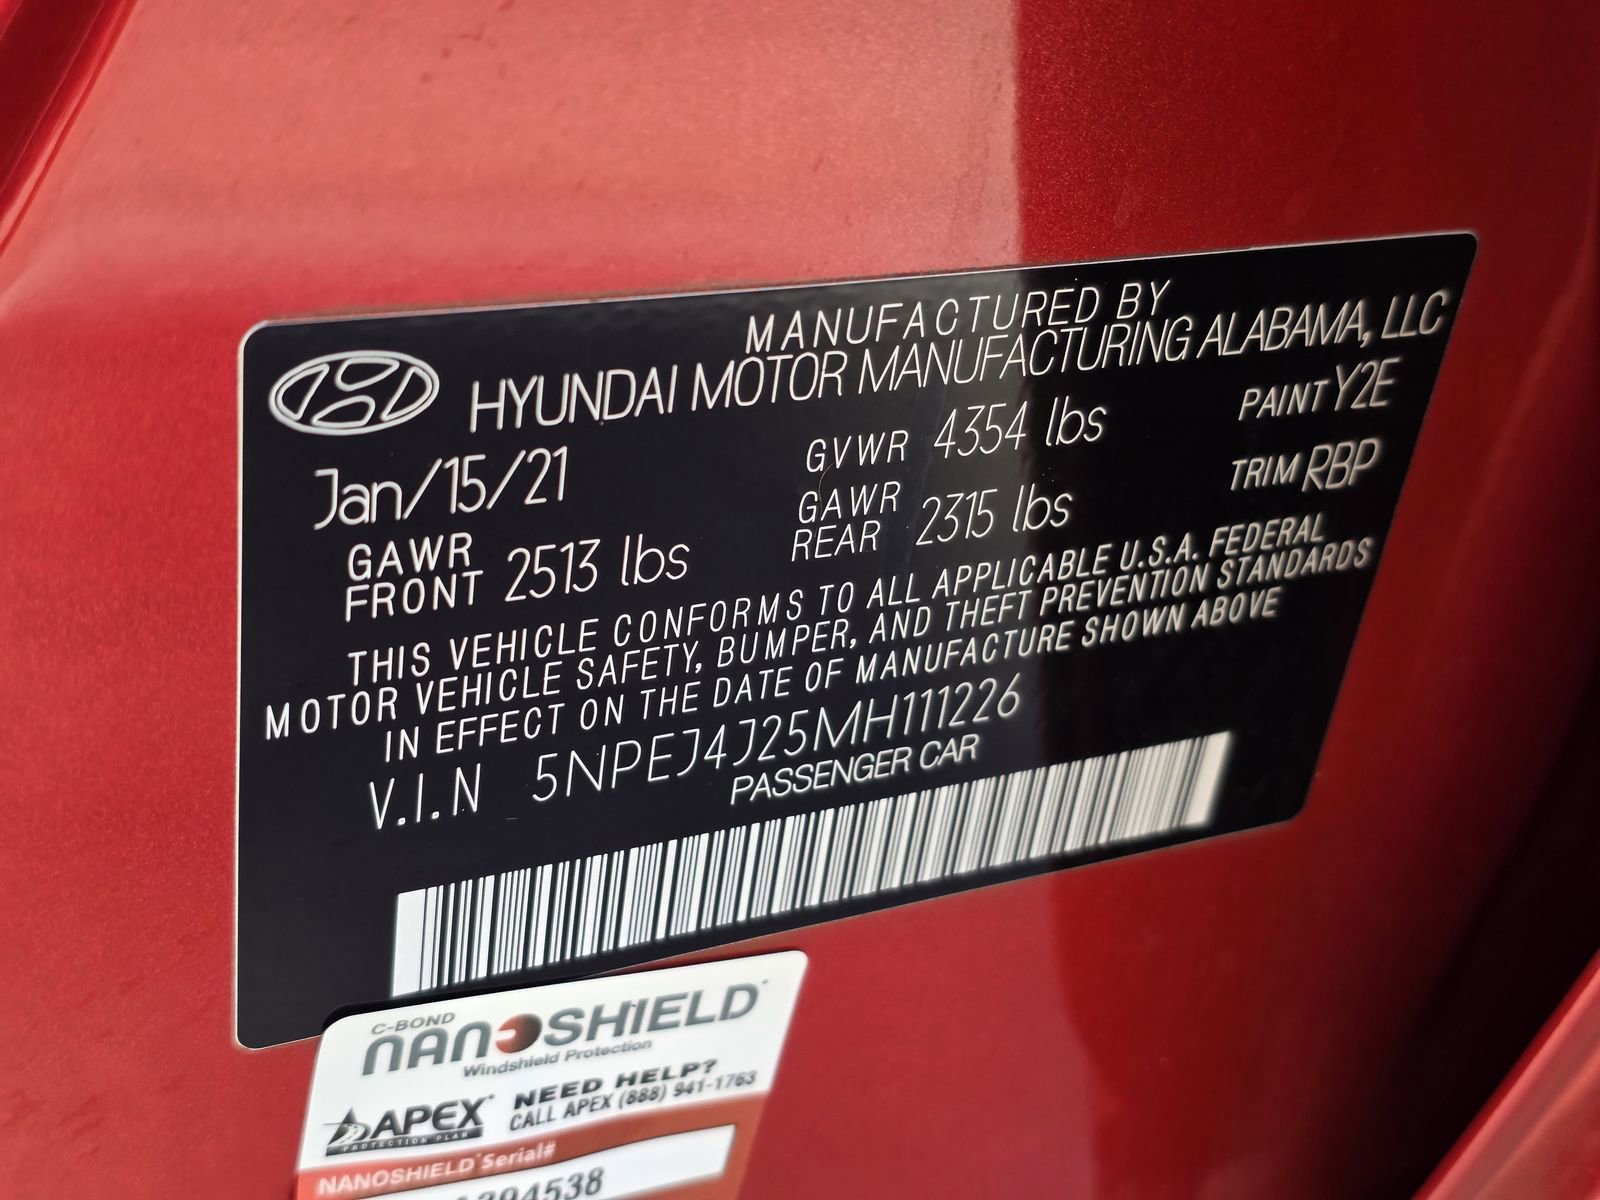 MANUFACTURED BY
HYUNDAI MOTOR MANUFACTURING ALABAMA, LLC
Jan/15/21 GVWR 4354 lbs PAINT Y2E
GAWR FRONT 2513 lbs GAWR REAR 2315 lbs TRIM RBP
THIS VEHICLE CONFORMS TO ALL APPLICABLE U.S.A. FEDERAL
MOTOR VEHICLE SAFETY, BUMPER, AND THEFT PREVENTION STANDARDS
IN EFFECT ON THE DATE OF MANUFACTURE SHOWN ABOVE
V.I.N 5NPEJ4J25MH111226
PASSENGER CAR
C-BOND
NANOSHIELD
Windshield Protection
APEX
PROTECTION PLAN
NEED HELP?
CALL APEX (888) 941-1763
NANOSHIELD Serial#